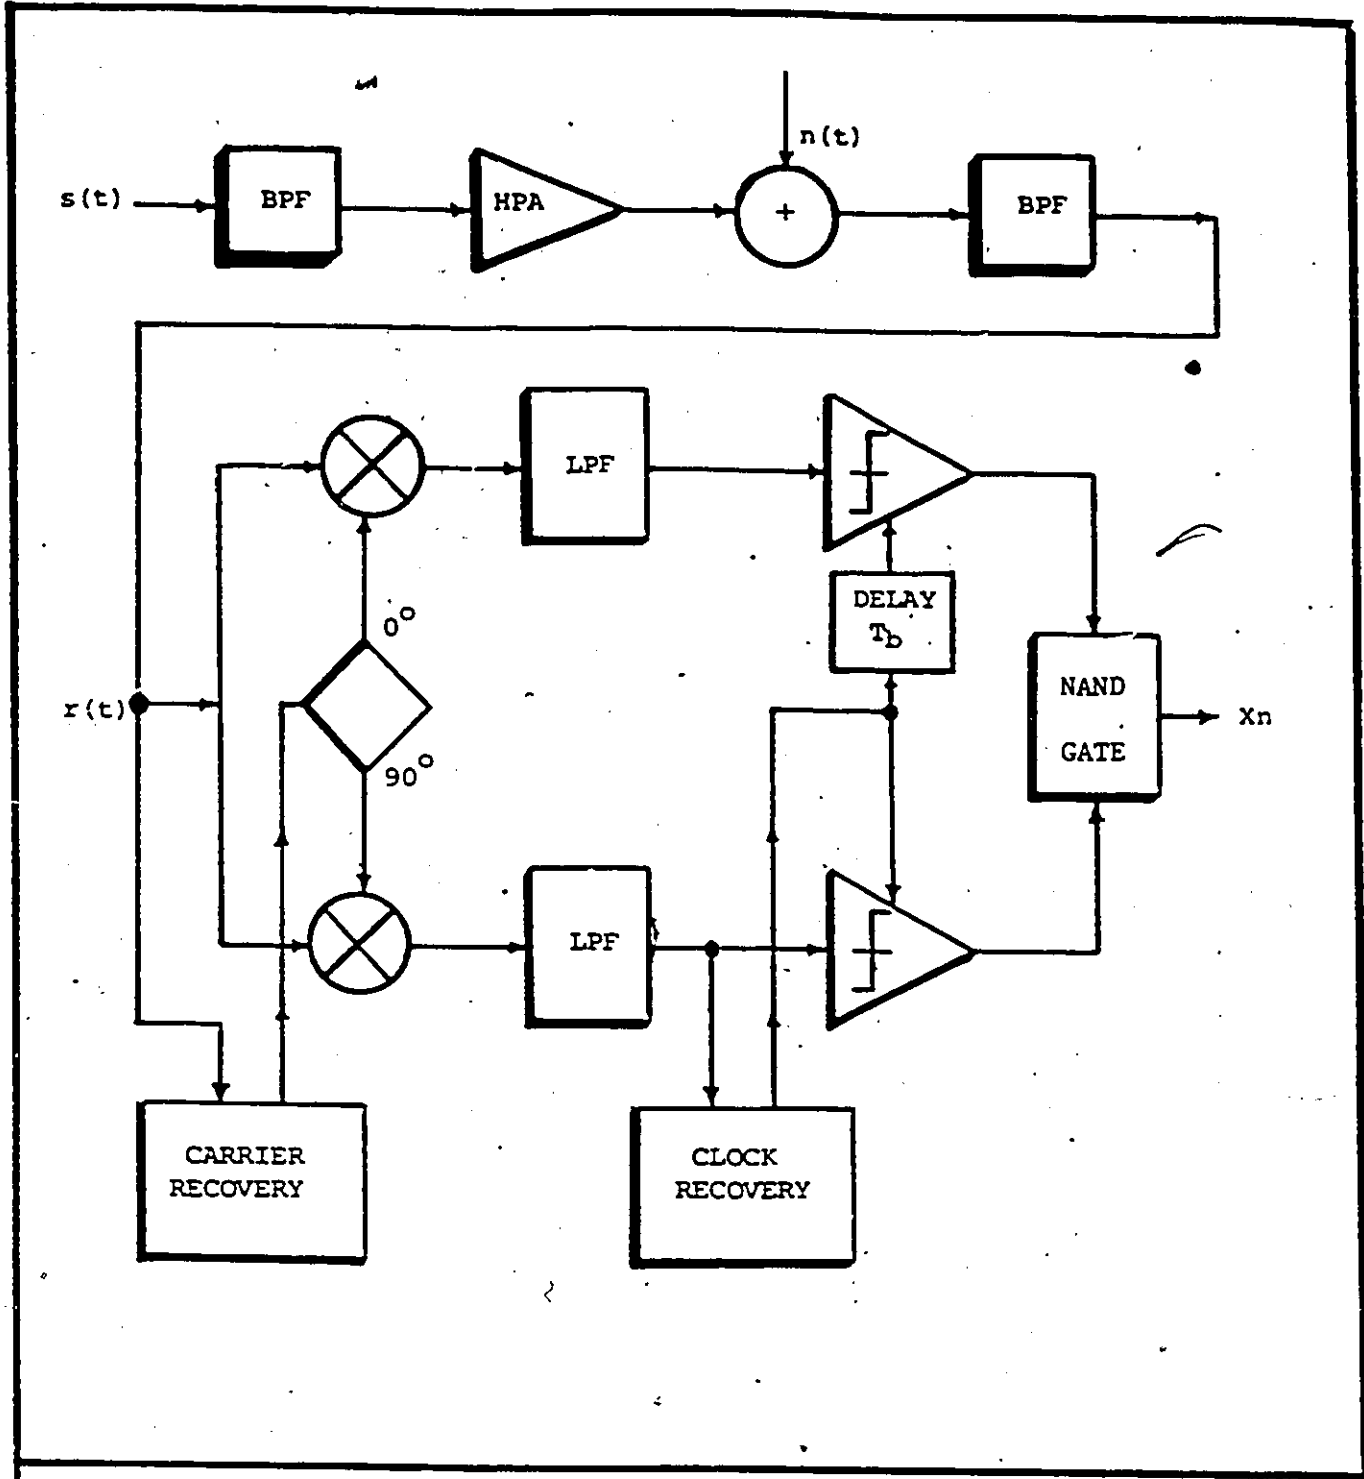 n(t)
s(t)
BPF
HPA
+
BPF
LPF
0°
DELAY
Tb
r(t)
NAND
GATE
Xn
90°
LPF
CARRIER
RECOVERY
CLOCK
RECOVERY